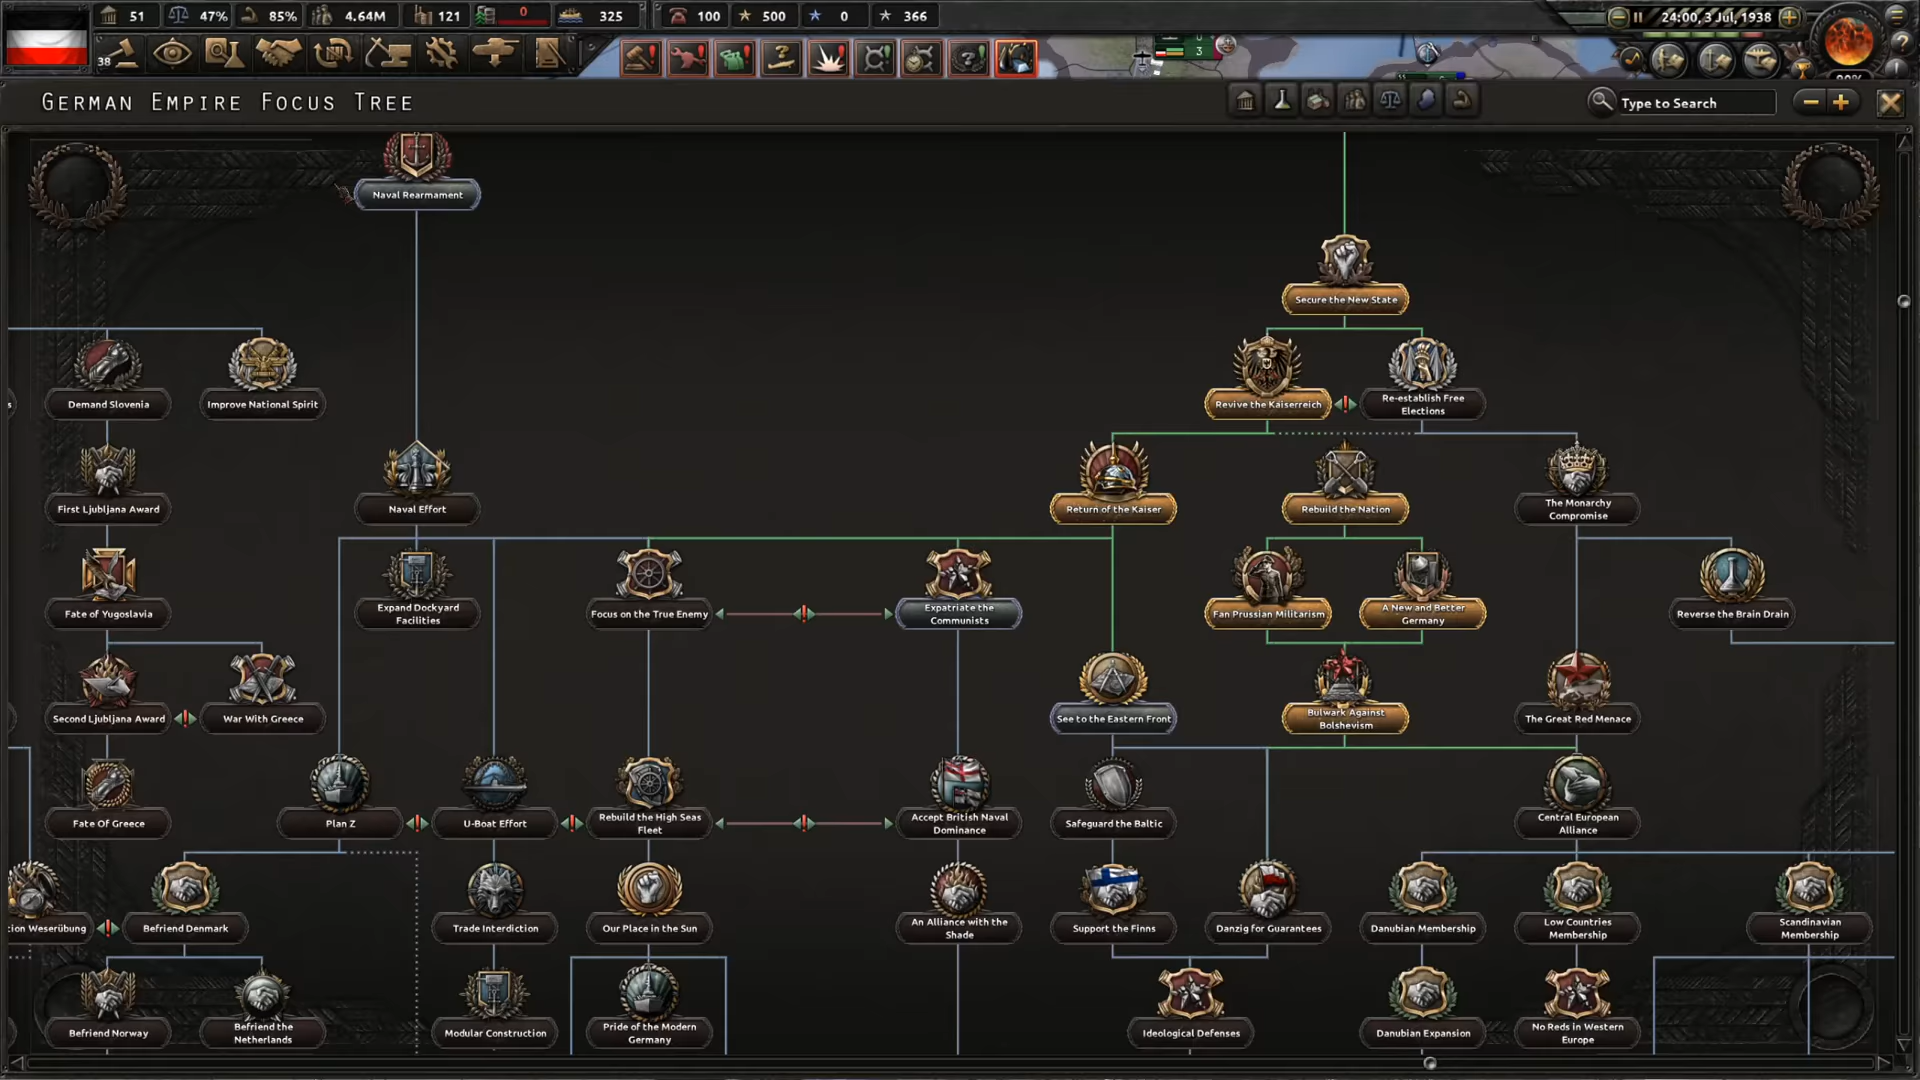 51 47% 85% 4.64M 121 0 325 100 500 0 366
24:00, 3 Jul, 1938
38
3
GERMAN EMPIRE FOCUS TREE
Type to Search
Naval Rearmament
Secure the New State
Demand Slovenia
Improve National Spirit
Revive the Kaiserreich
Re-establish Free
Elections
First Ljubljana Award
Naval Effort
Return of the Kaiser
Rebuild the Nation
The Monarchy
Compromise
Fate of Yugoslavia
Expand Dockyard
Facilities
Focus on the True Enemy
Expatriate the
Communists
Fan Prussian Militarism
A New and Better
Germany
Reverse the Brain Drain
Second Ljubljana Award
War With Greece
See to the Eastern Front
Bulwark Against
Bolshevism
The Great Red Menace
Fate Of Greece
Plan Z
U-Boat Effort
Rebuild the High Seas
Fleet
Accept British Naval
Dominance
Safeguard the Baltic
Central European
Alliance
tion Weserübung
Befriend Denmark
Trade Interdiction
Our Place in the Sun
An Alliance with the
Shade
Support the Finns
Danzig for Guarantees
Danubian Membership
Low Countries
Membership
Scandinavian
Membership
Befriend Norway
Befriend the
Netherlands
Modular Construction
Pride of the Modern
Germany
Ideological Defenses
Danubian Expansion
No Reds in Western
Europe